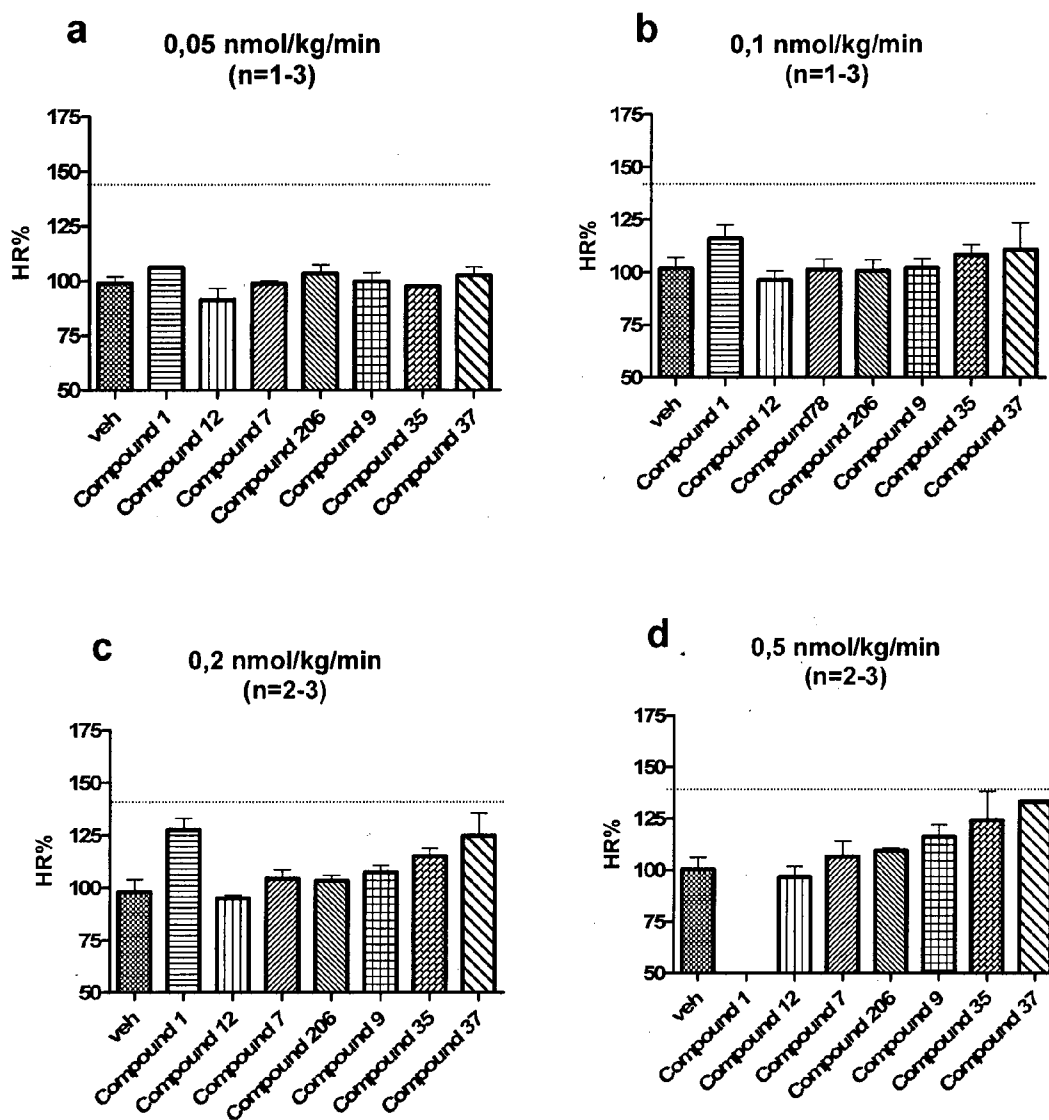 a
0,05 nmol/kg/min
(n=1-3)
175
150
125
100
75
50
HR%
veh
Compound 1
Compound 12
Compound 7
Compound 206
Compound 9
Compound 35
Compound 37
b
0,1 nmol/kg/min
(n=1-3)
175
150
125
100
75
50
HR%
veh
Compound 1
Compound 12
Compound78
Compound 206
Compound 9
Compound 35
Compound 37
c
0,2 nmol/kg/min
(n=2-3)
175
150
125
100
75
50
HR%
veh
Compound 1
Compound 12
Compound 7
Compound 206
Compound 9
Compound 35
Compound 37
d
0,5 nmol/kg/min
(n=2-3)
175
150
125
100
75
50
HR%
veh
Compound 1
Compound 12
Compound 7
Compound 206
Compound 9
Compound 35
Compound 37